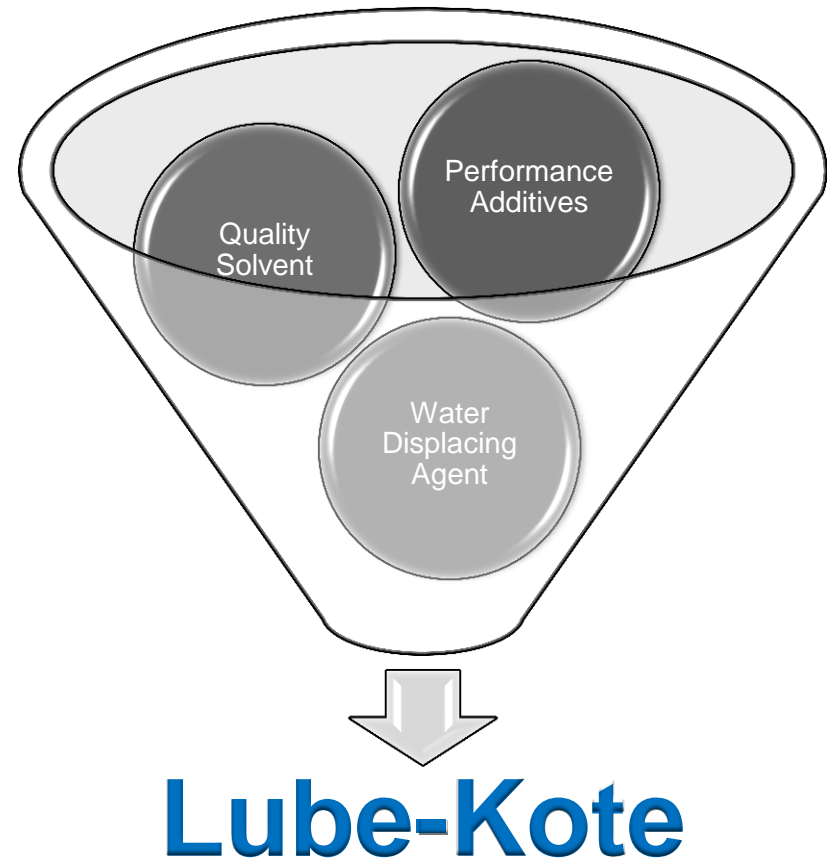 Performance
Additives
Quality
Solvent
Water
Displacing
Agent
Lube-Kote